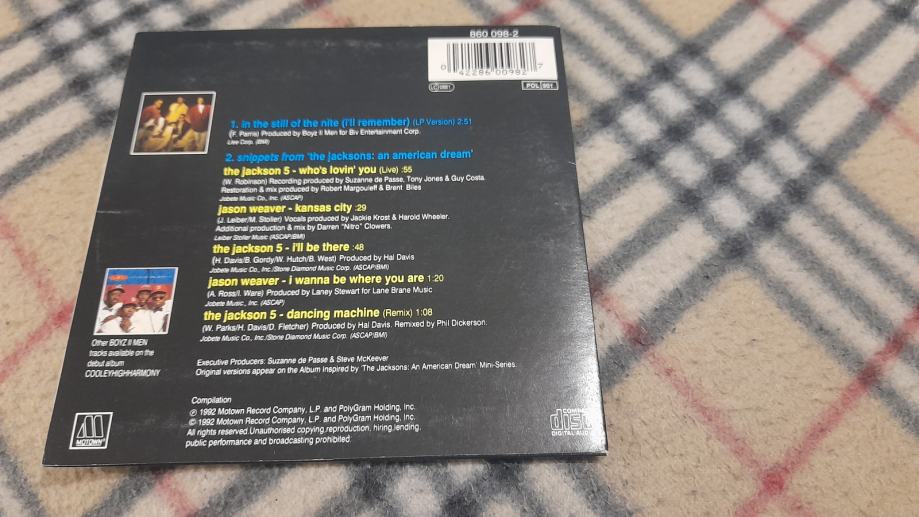 860 098-2
0 42286 00982 7
LC 0881
POL 901
1. in the still of the nite (i'll remember) (LP Version) 2:51
(F. Parris) Produced by Boyz II Men for Biv Entertainment Corp.
Llee Corp. (BMI)
2. snippets from 'the jacksons: an american dream'
the jackson 5 - who's lovin' you (Live) :55
(W. Robinson) Recording produced by Suzanne de Passe, Tony Jones & Guy Costa.
Restoration & mix produced by Robert Margouleff & Brent Biles
Jobete Music Co., Inc. (ASCAP)
jason weaver - kansas city :29
(J. Leiber/M. Stoller) Vocals produced by Jackie Krost & Harold Wheeler.
Additional production & mix by Darren "Nitro" Clowers.
Leiber Stoller Music (ASCAP/BMI)
the jackson 5 - i'll be there :48
(H. Davis/B. Gordy/W. Hutch/B. West) Produced by Hal Davis
Jobete Music Co., Inc./Stone Diamond Music Corp. (ASCAP/BMI)
jason weaver - i wanna be where you are 1:20
(A. Ross/l. Ware) Produced by Laney Stewart for Lane Brane Music
Jobete Music., Inc. (ASCAP)
the jackson 5 - dancing machine (Remix) 1:08
(W. Parks/H. Davis/D. Fletcher) Produced by Hal Davis. Remixed by Phil Dickerson.
Jobete Music Co., Inc./Stone Diamond Music Corp. (ASCAP/BMI)
Other BOYZ II MEN
tracks available on the
debut album
COOLEYHIGHHARMONY
Executive Producers: Suzanne de Passe & Steve McKeever
Original versions appear on the Album inspired by 'The Jacksons: An American Dream' Mini-Series.
Compilation
℗ 1992 Motown Record Company, L.P. and PolyGram Holding, Inc.
© 1992 Motown Record Company, L.P. and PolyGram Holding, Inc.
All rights reserved.Unauthorised copying,reproduction, hiring,lending,
public performance and broadcasting prohibited.
M
MOTOWN
COMPACT
disc
DIGITAL AUDIO